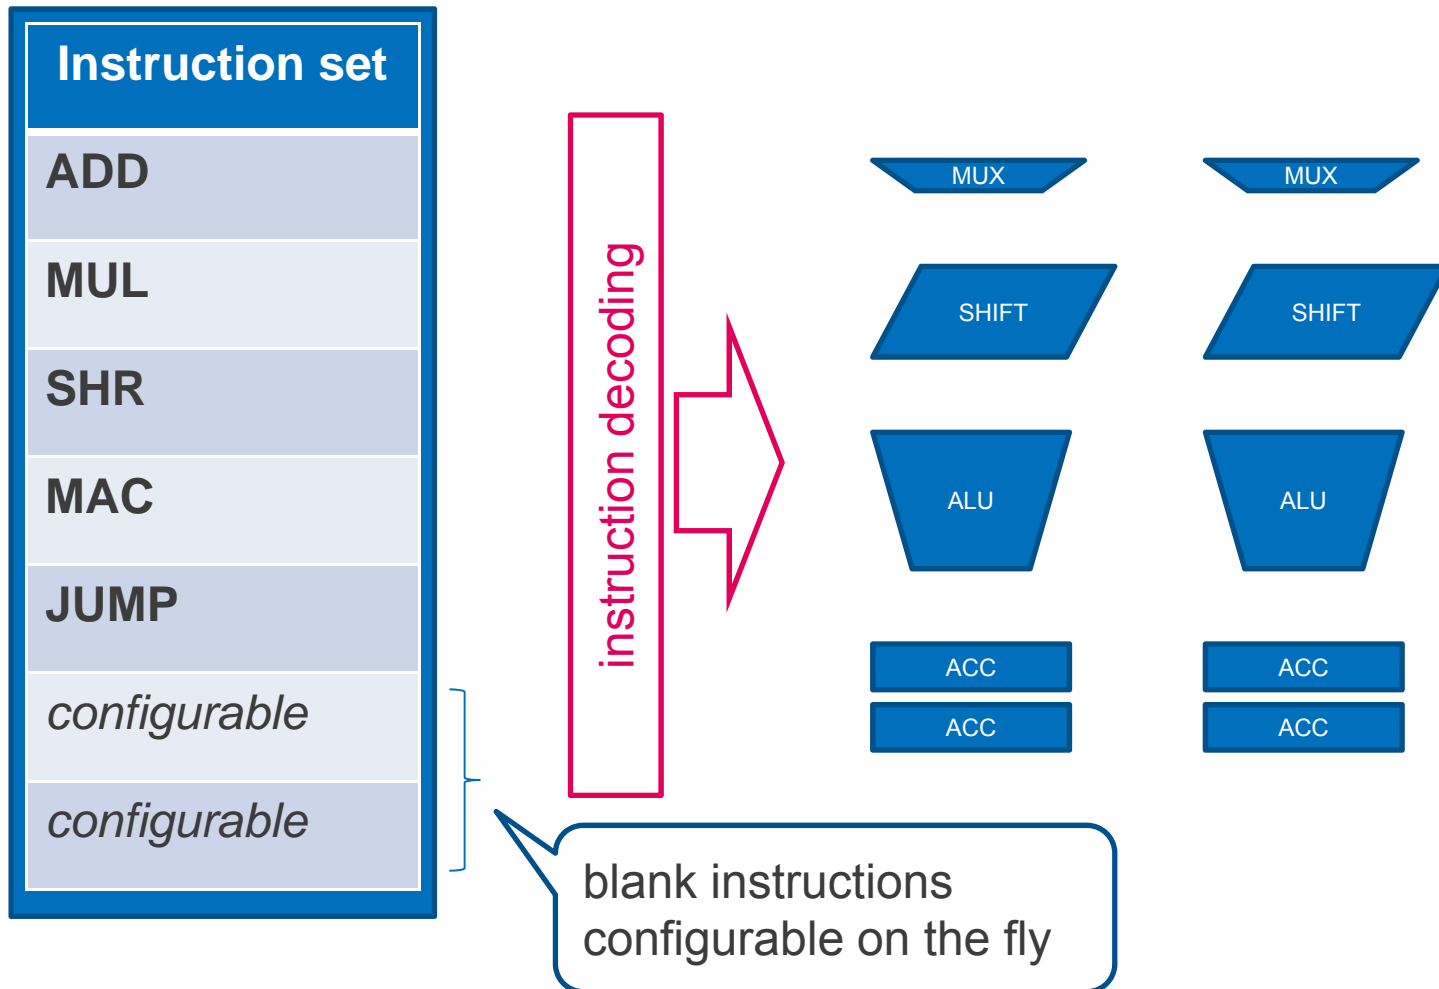 Instruction set
ADD
MUL
SHR
MAC
JUMP
configurable
configurable
instruction decoding
MUX
MUX
SHIFT
SHIFT
ALU
ALU
ACC
ACC
ACC
ACC
blank instructions
configurable on the fly